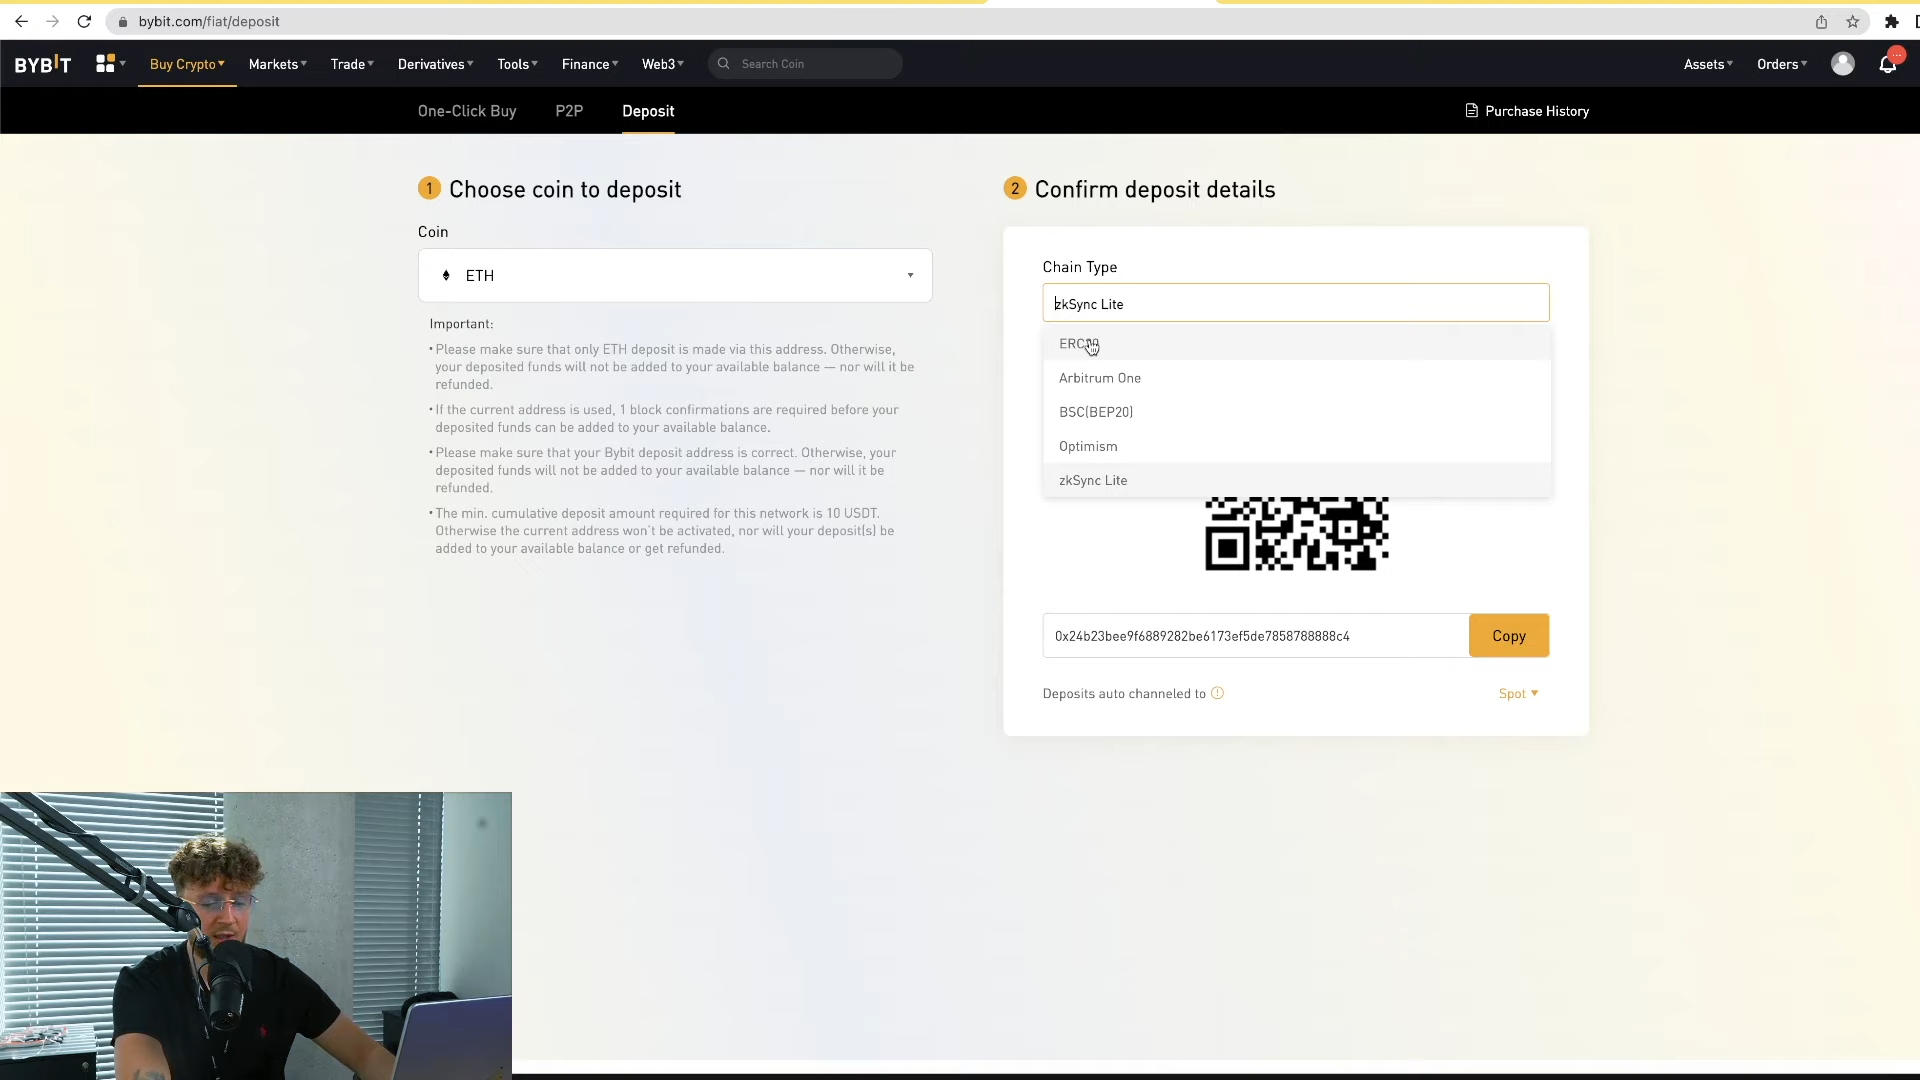 bybit.com/fiat/deposit
BYBIT
Buy Crypto
Markets
Trade
Derivatives
Tools
Finance
Web3
Search Coin
Assets
Orders
One-Click Buy
P2P
Deposit
Purchase History
1 Choose coin to deposit
Coin
ETH
Important:
•Please make sure that only ETH deposit is made via this address. Otherwise,
your deposited funds will not be added to your available balance — nor will it be
refunded.
•If the current address is used, 1 block confirmations are required before your
deposited funds can be added to your available balance.
•Please make sure that your Bybit deposit address is correct. Otherwise, your
deposited funds will not be added to your available balance — nor will it be
refunded.
•The min. cumulative deposit amount required for this network is 10 USDT.
Otherwise the current address won't be activated, nor will your deposit(s) be
added to your available balance or get refunded.
2 Confirm deposit details
Chain Type
zkSync Lite
ERC20
Arbitrum One
BSC(BEP20)
Optimism
zkSync Lite
0x24b23bee9f6889282be6173ef5de7858788888c4
Copy
Deposits auto channeled to
Spot